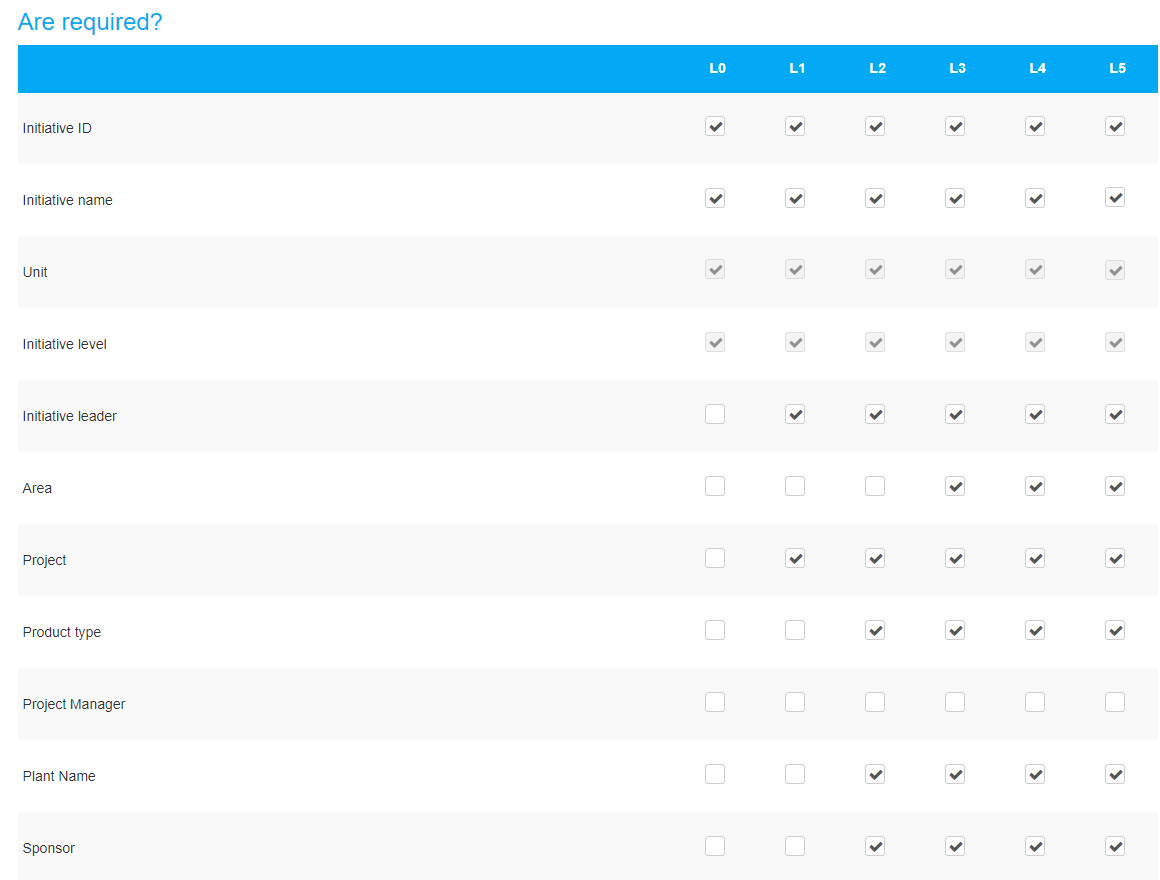 Are required?
L0 L1 L2 L3 L4 L5
Initiative ID
Initiative name
Unit
Initiative level
Initiative leader
Area
Project
Product type
Project Manager
Plant Name
Sponsor